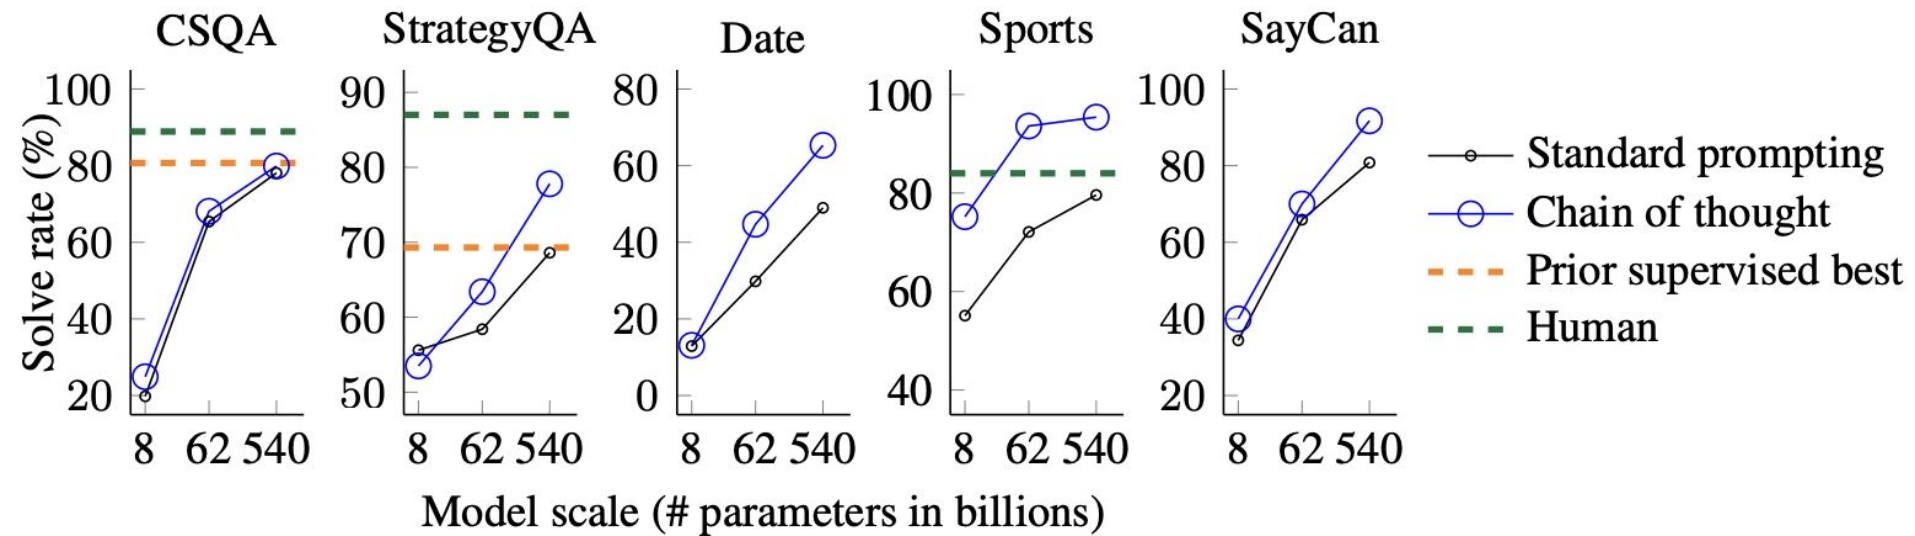 CSQA
StrategyQA
Date
Sports
SayCan
Solve rate (%)
100
80
60
40
20
8 62 540
90
80
70
60
50
8 62 540
80
60
40
20
0
8 62 540
100
80
60
40
8 62 540
100
80
60
40
20
8 62 540
Standard prompting
Chain of thought
Prior supervised best
Human
Model scale (# parameters in billions)